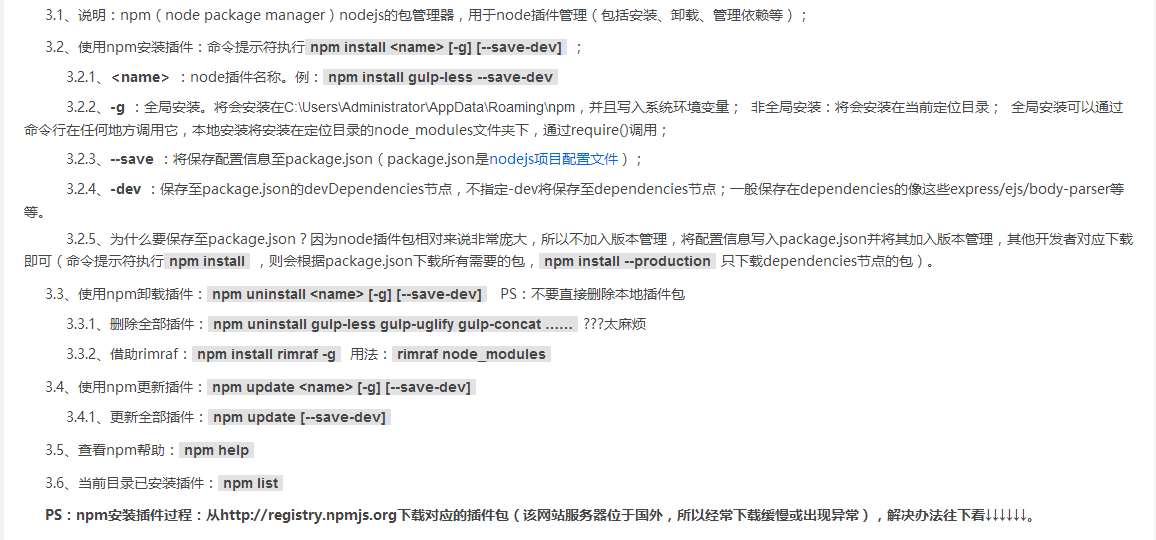 3.1、说明：npm（node package manager）nodejs的包管理器，用于node插件管理（包括安装、卸载、管理依赖等）；
3.2、使用npm安装插件：命令提示符执行 npm install <name> [-g] [--save-dev] ；
3.2.1、<name> ：node插件名称。例： npm install gulp-less --save-dev
3.2.2、-g ：全局安装。将会安装在C:\Users\Administrator\AppData\Roaming\npm，并且写入系统环境变量； 非全局安装：将会安装在当前定位目录； 全局安装可以通过
命令行在任何地方调用它，本地安装将安装在定位目录的node_modules文件夹下，通过require()调用；
3.2.3、--save ：将保存配置信息至package.json（package.json是nodejs项目配置文件）；
3.2.4、-dev ：保存至package.json的devDependencies节点，不指定-dev将保存至dependencies节点；一般保存在dependencies的像这些express/ejs/body-parser等
等。
3.2.5、为什么要保存至package.json？因为node插件包相对来说非常庞大，所以不加入版本管理，将配置信息写入package.json并将其加入版本管理，其他开发者对应下载
即可（命令提示符执行 npm install ，则会根据package.json下载所有需要的包， npm install --production 只下载dependencies节点的包）。
3.3、使用npm卸载插件： npm uninstall <name> [-g] [--save-dev] PS：不要直接删除本地插件包
3.3.1、删除全部插件： npm uninstall gulp-less gulp-uglify gulp-concat …… ???太麻烦
3.3.2、借助rimraf： npm install rimraf -g 用法： rimraf node_modules
3.4、使用npm更新插件： npm update <name> [-g] [--save-dev]
3.4.1、更新全部插件： npm update [--save-dev]
3.5、查看npm帮助： npm help
3.6、当前目录已安装插件： npm list
PS：npm安装插件过程：从http://registry.npmjs.org下载对应的插件包（该网站服务器位于国外，所以经常下载缓慢或出现异常），解决办法往下看↓↓↓↓↓↓。